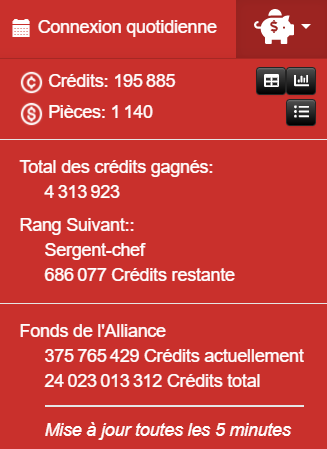 Connexion quotidienne
Crédits: 195 885
Pièces: 1 140
Total des crédits gagnés:
4 313 923
Rang Suivant::
Sergent-chef
686 077 Crédits restante
Fonds de l'Alliance
375 765 429 Crédits actuellement
24 023 013 312 Crédits total
Mise à jour toutes les 5 minutes